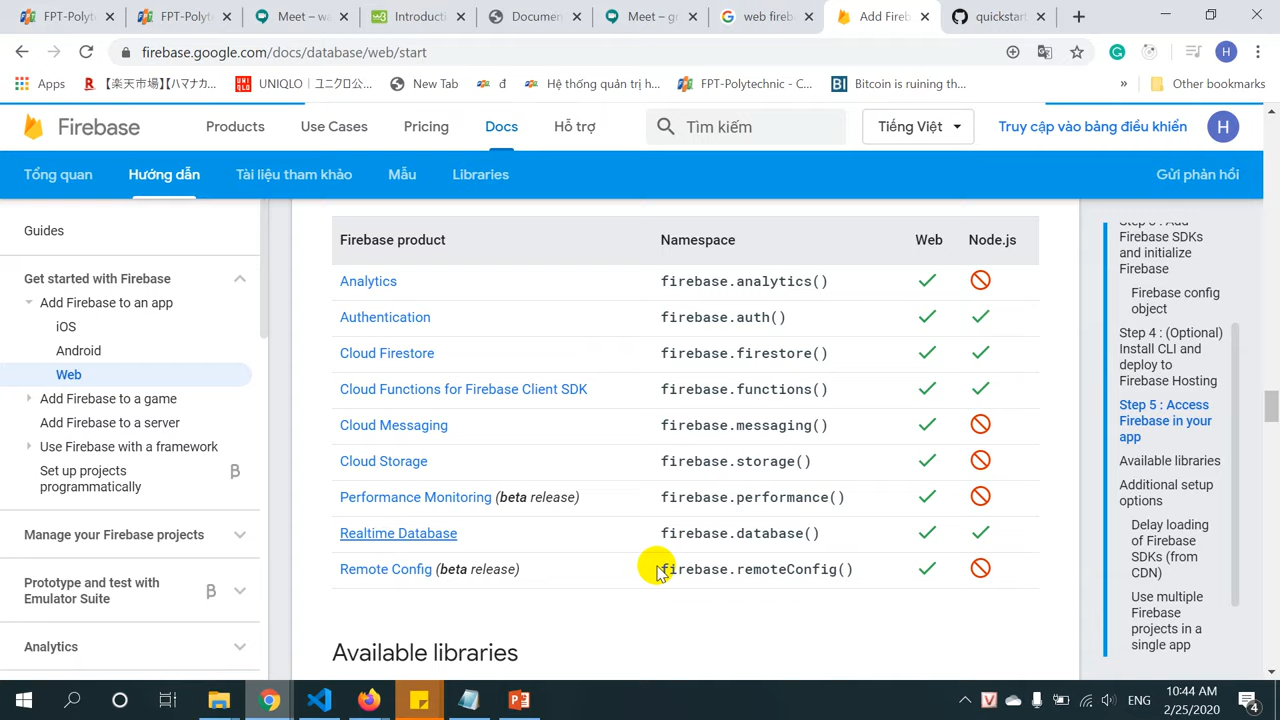 FPT-Polyt
FPT-Polyt
Meet – wa
Introducti
Documen
Meet – gr
web fireb
Add Fireb
quickstart
firebase.google.com/docs/database/web/start
H
Apps
【楽天市場】【ハマナカ...
UNIQLO｜ユニクロ公...
New Tab
đ
Hệ thống quản trị h...
FPT-Polytechnic - C...
BI
Bitcoin is ruining th...
»
Other bookmarks
Firebase
Products
Use Cases
Pricing
Docs
Hỗ trợ
Tìm kiếm
Tiếng Việt
Truy cập vào bảng điều khiển
H
Tổng quan
Hướng dẫn
Tài liệu tham khảo
Mẫu
Libraries
Gửi phản hồi
Guides
Get started with Firebase
Add Firebase to an app
iOS
Android
Web
Add Firebase to a game
Add Firebase to a server
Use Firebase with a framework
Set up projects
programmatically
β
Manage your Firebase projects
Prototype and test with
Emulator Suite
β
Analytics
Firebase product Namespace Web Node.js
Analytics firebase.analytics()
Authentication firebase.auth()
Cloud Firestore firebase.firestore()
Cloud Functions for Firebase Client SDK firebase.functions()
Cloud Messaging firebase.messaging()
Cloud Storage firebase.storage()
Performance Monitoring (beta release) firebase.performance()
Realtime Database firebase.database()
Remote Config (beta release) firebase.remoteConfig()
Available libraries
Firebase SDKs
and initialize
Firebase
Firebase config
object
Step 4 : (Optional)
Install CLI and
deploy to
Firebase Hosting
Step 5 : Access
Firebase in your
app
Available libraries
Additional setup
options
Delay loading
of Firebase
SDKs (from
CDN)
Use multiple
Firebase
projects in a
single app
ENG
10:44 AM
2/25/2020
4